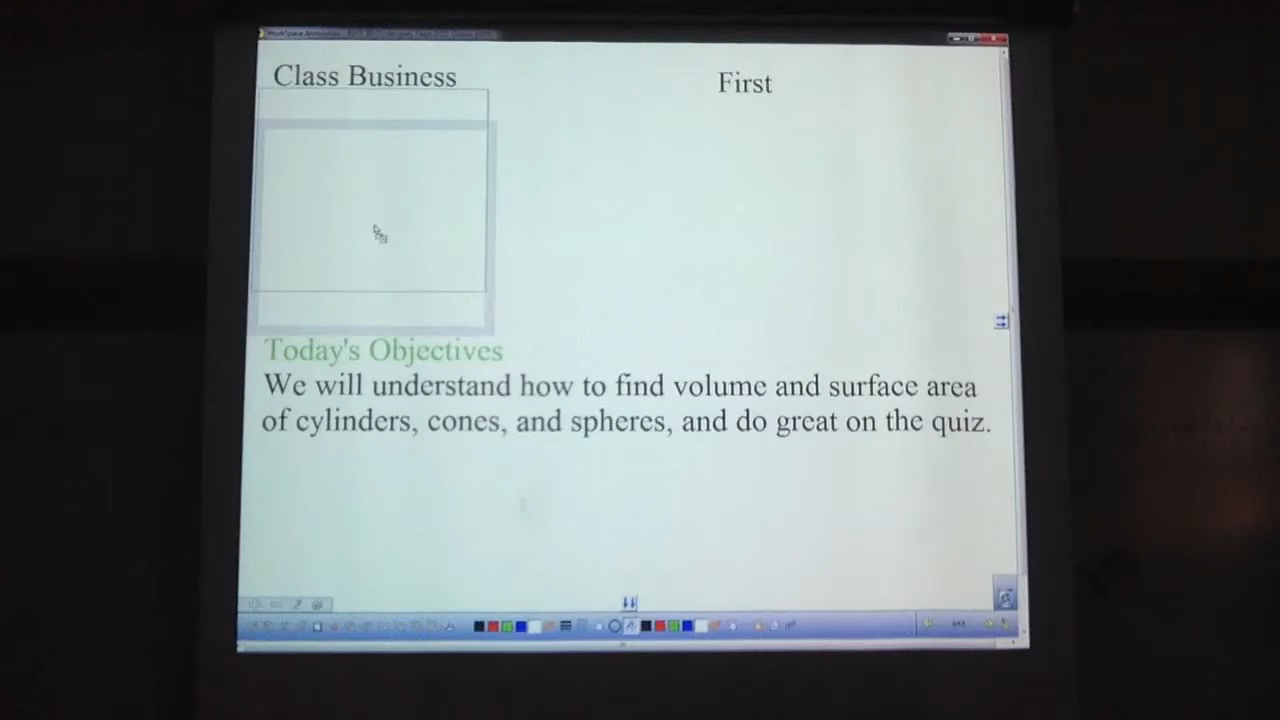 Class Business
First
Today's Objectives
We will understand how to find volume and surface area
of cylinders, cones, and spheres, and do great on the quiz.